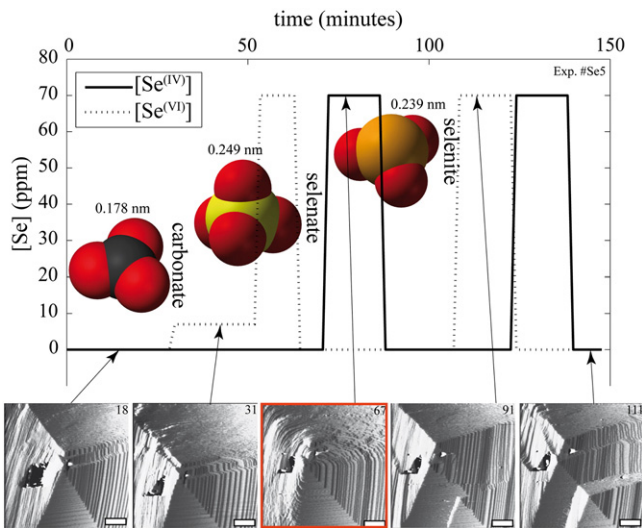 time (minutes)
0 50 100 150
80
70
60
50
40
30
20
10
0
[Se] (ppm)
Exp. #Se5
[Se(IV)]
[Se(VI)]
0.178 nm
carbonate
0.249 nm
selenate
0.239 nm
selenite
18
31
67
91
111